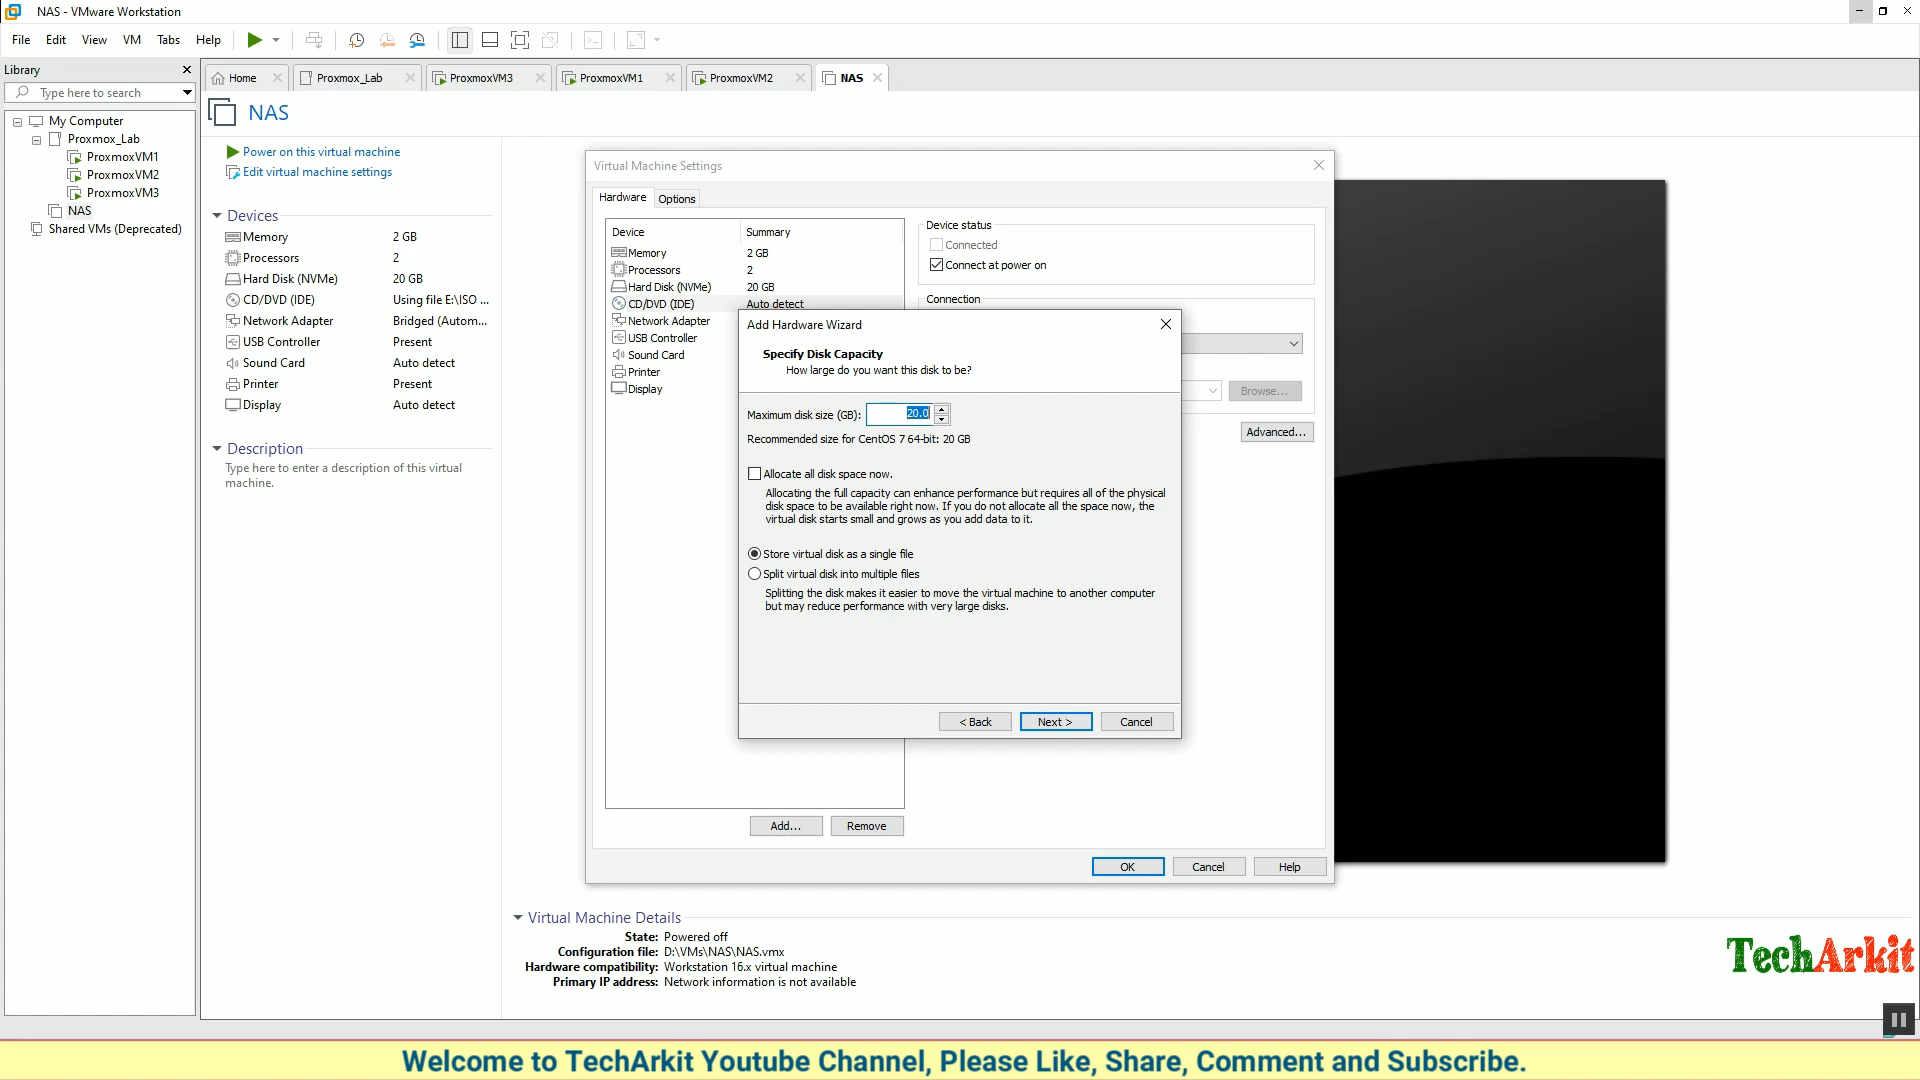 NAS - VMware Workstation
File Edit View VM Tabs Help
Library
Type here to search
My Computer
Proxmox_Lab
ProxmoxVM1
ProxmoxVM2
ProxmoxVM3
NAS
Shared VMs (Deprecated)
Home Proxmox_Lab ProxmoxVM3 ProxmoxVM1 ProxmoxVM2 NAS
NAS
Power on this virtual machine
Edit virtual machine settings
Devices
Memory 2 GB
Processors 2
Hard Disk (NVMe) 20 GB
CD/DVD (IDE) Using file E:\ISO ...
Network Adapter Bridged (Autom...
USB Controller Present
Sound Card Auto detect
Printer Present
Display Auto detect
Description
Type here to enter a description of this virtual
machine.
Virtual Machine Settings
Hardware Options
Device Summary
Memory 2 GB
Processors 2
Hard Disk (NVMe) 20 GB
CD/DVD (IDE) Auto detect
Network Adapter
USB Controller
Sound Card
Printer
Display
Device status
Connected
Connect at power on
Connection
Browse...
Advanced...
Add Hardware Wizard
Specify Disk Capacity
How large do you want this disk to be?
Maximum disk size (GB): 20.0
Recommended size for CentOS 7 64-bit: 20 GB
Allocate all disk space now.
Allocating the full capacity can enhance performance but requires all of the physical
disk space to be available right now. If you do not allocate all the space now, the
virtual disk starts small and grows as you add data to it.
Store virtual disk as a single file
Split virtual disk into multiple files
Splitting the disk makes it easier to move the virtual machine to another computer
but may reduce performance with very large disks.
< Back Next > Cancel
Add... Remove
OK Cancel Help
Virtual Machine Details
State: Powered off
Configuration file: D:\VMs\NAS\NAS.vmx
Hardware compatibility: Workstation 16.x virtual machine
Primary IP address: Network information is not available
TechArkit
Welcome to TechArkit Youtube Channel, Please Like, Share, Comment and Subscribe.